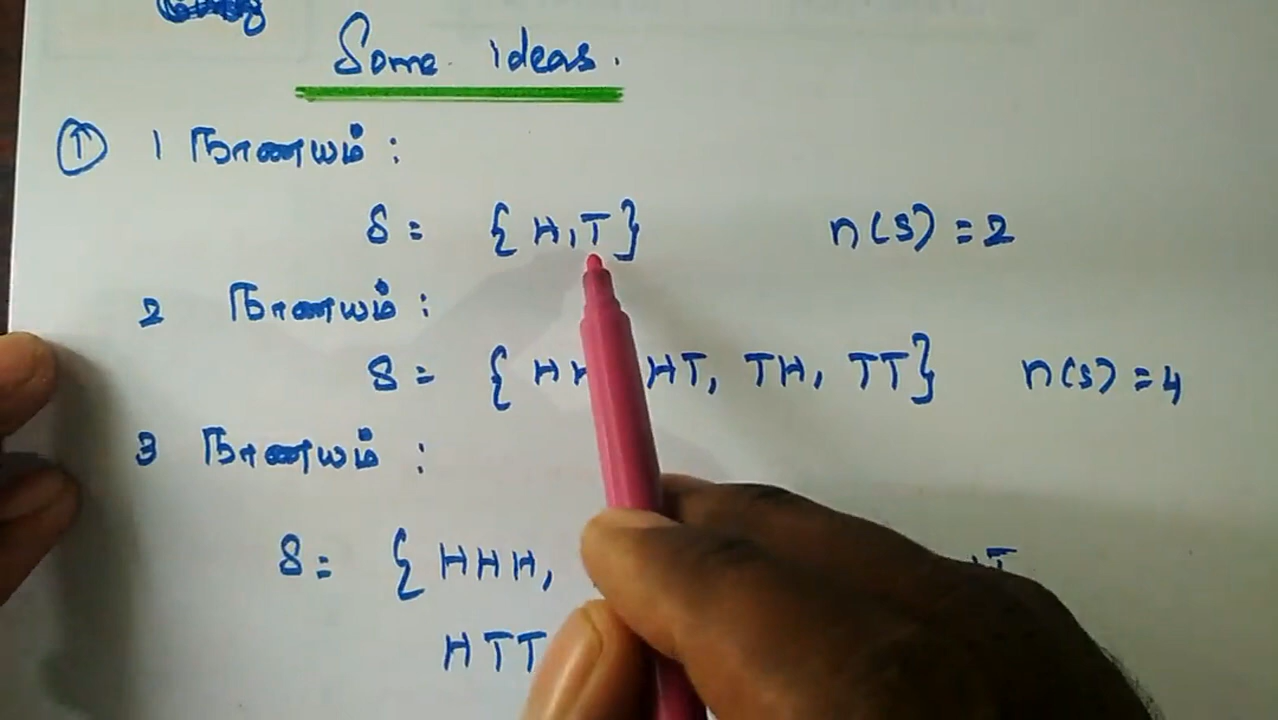 Some ideas.
① 1 நாணயம் :
S = { H, T } n(S) = 2
2 நாணயம் :
S = { HH HT, TH, TT } n(S) = 4
3 நாணயம் :
S = { HHH,
HTT